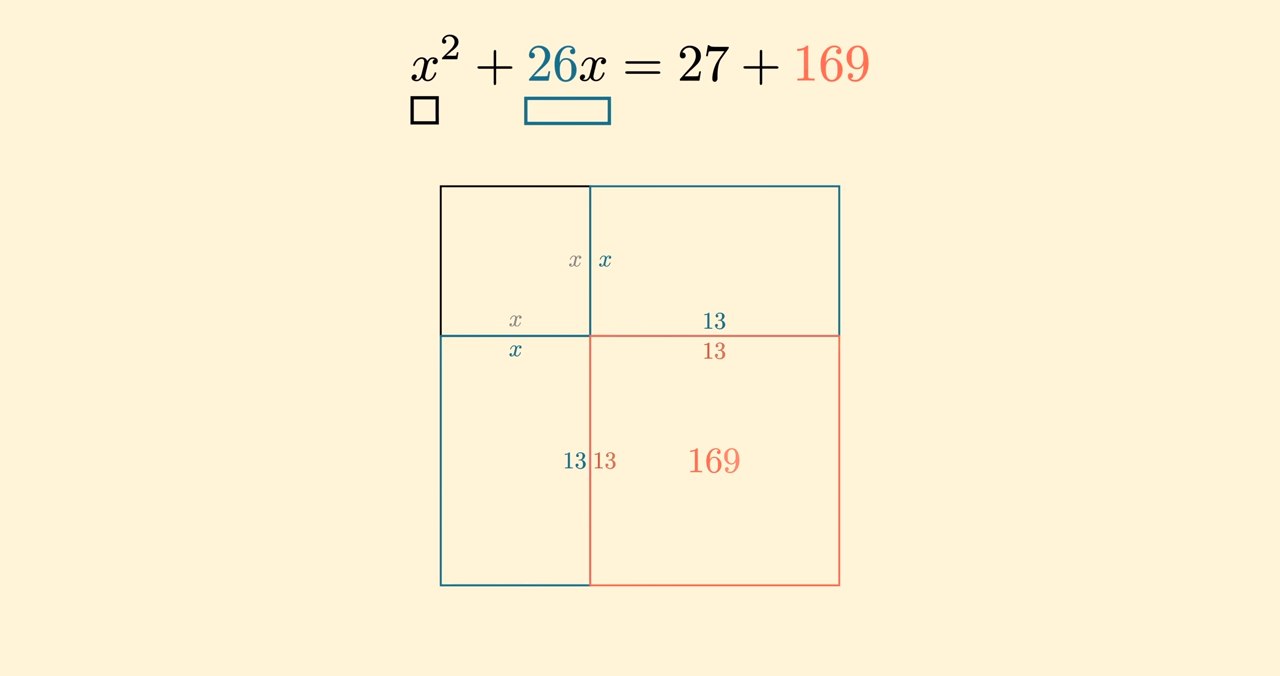 x² + 26x = 27 + 169
x x
x 13
x 13
13 13 169